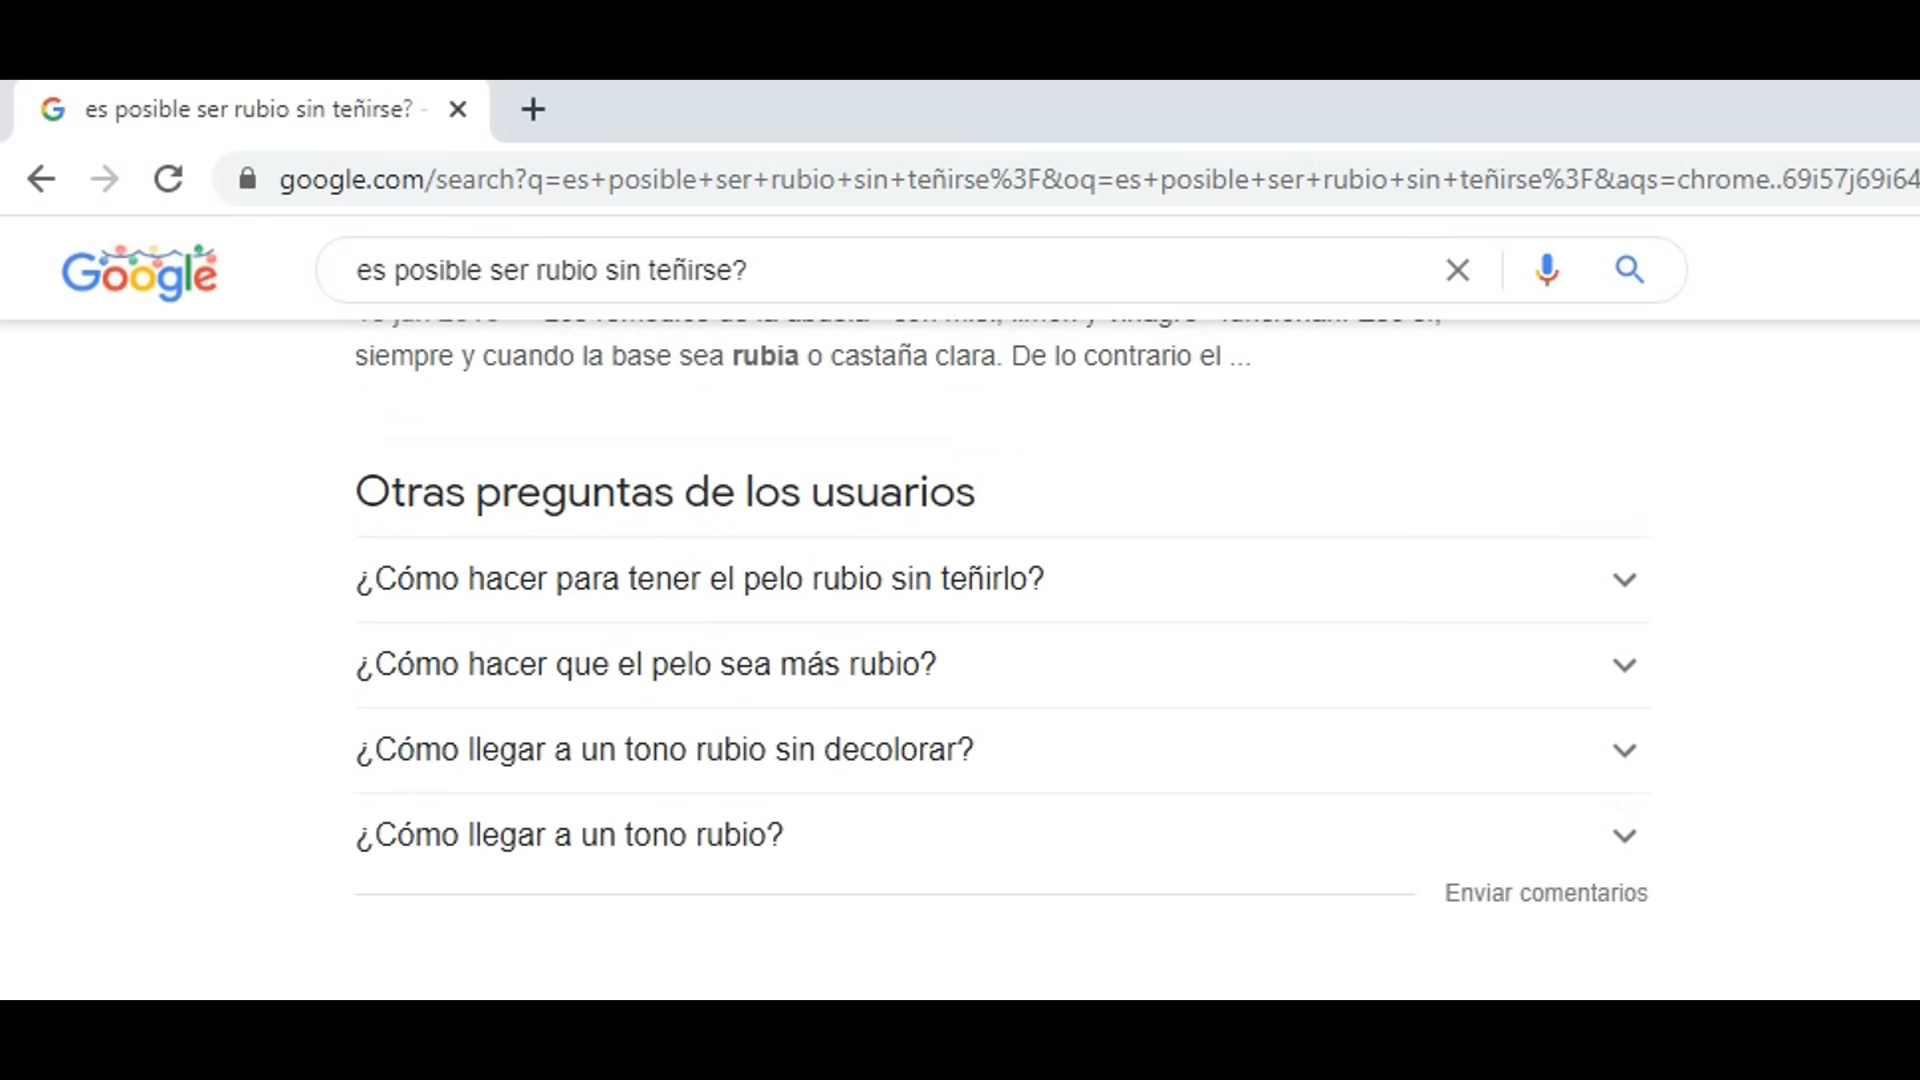 es posible ser rubio sin teñirse? -
google.com/search?q=es+posible+ser+rubio+sin+teñirse%3F&oq=es+posible+ser+rubio+sin+teñirse%3F&aqs=chrome..69i57j69i64
Google
es posible ser rubio sin teñirse?
siempre y cuando la base sea rubia o castaña clara. De lo contrario el ...
Otras preguntas de los usuarios
¿Cómo hacer para tener el pelo rubio sin teñirlo?
¿Cómo hacer que el pelo sea más rubio?
¿Cómo llegar a un tono rubio sin decolorar?
¿Cómo llegar a un tono rubio?
Enviar comentarios